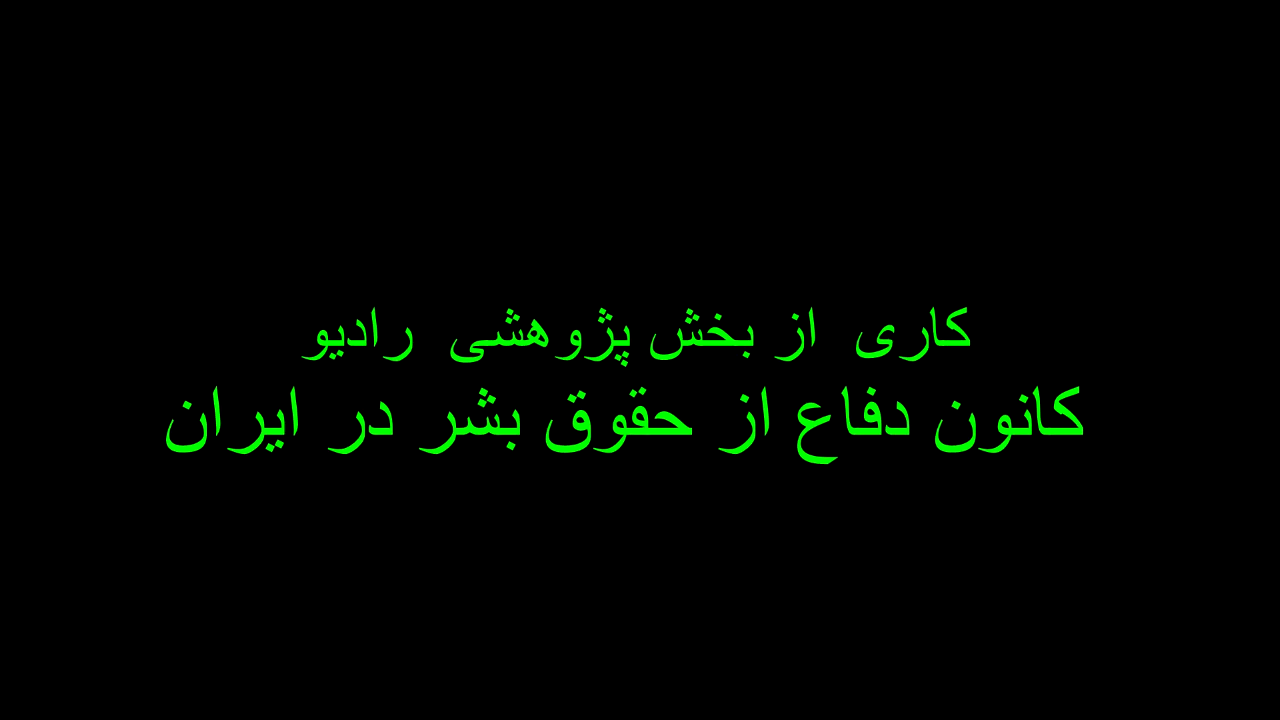 کاری از بخش پژوهشی رادیو
کانون دفاع از حقوق بشر در ایران